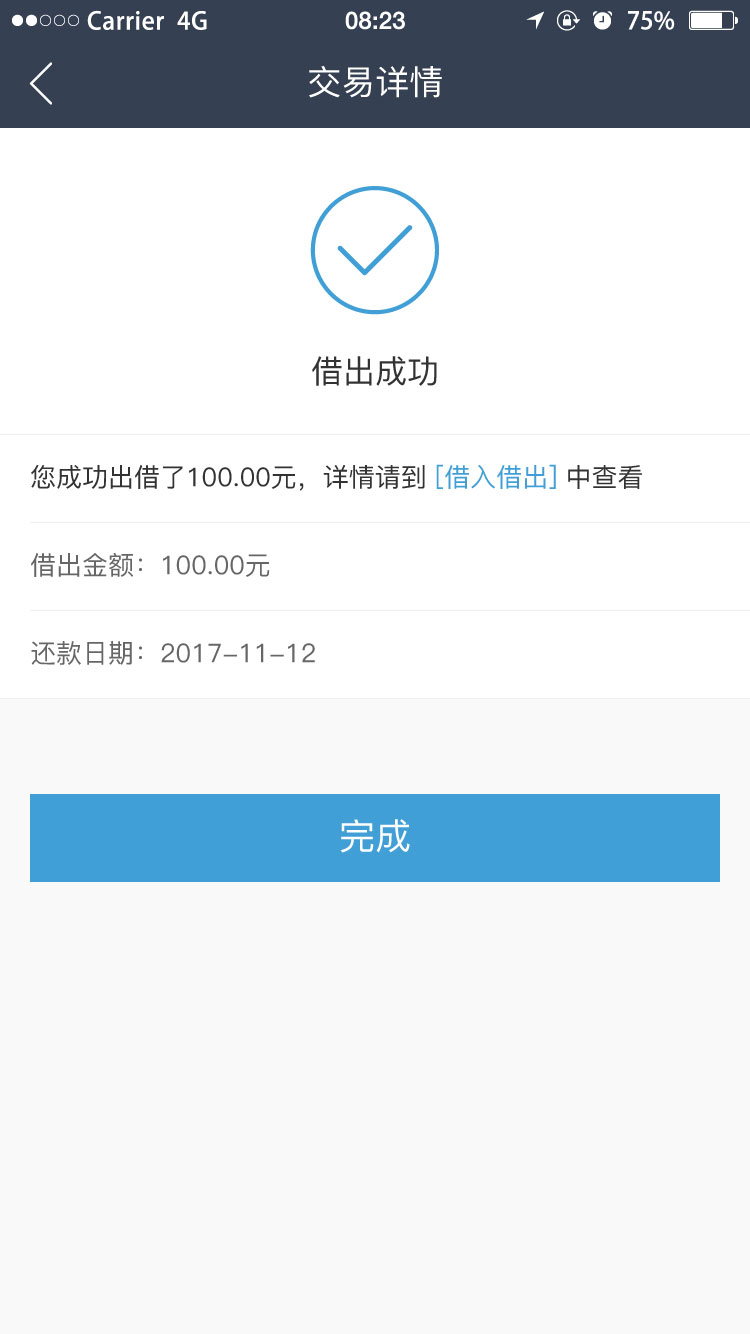 Carrier 4G 08:23 75%
交易详情
借出成功
您成功出借了100.00元，详情请到 [借入借出] 中查看
借出金额：100.00元
还款日期：2017-11-12
完成